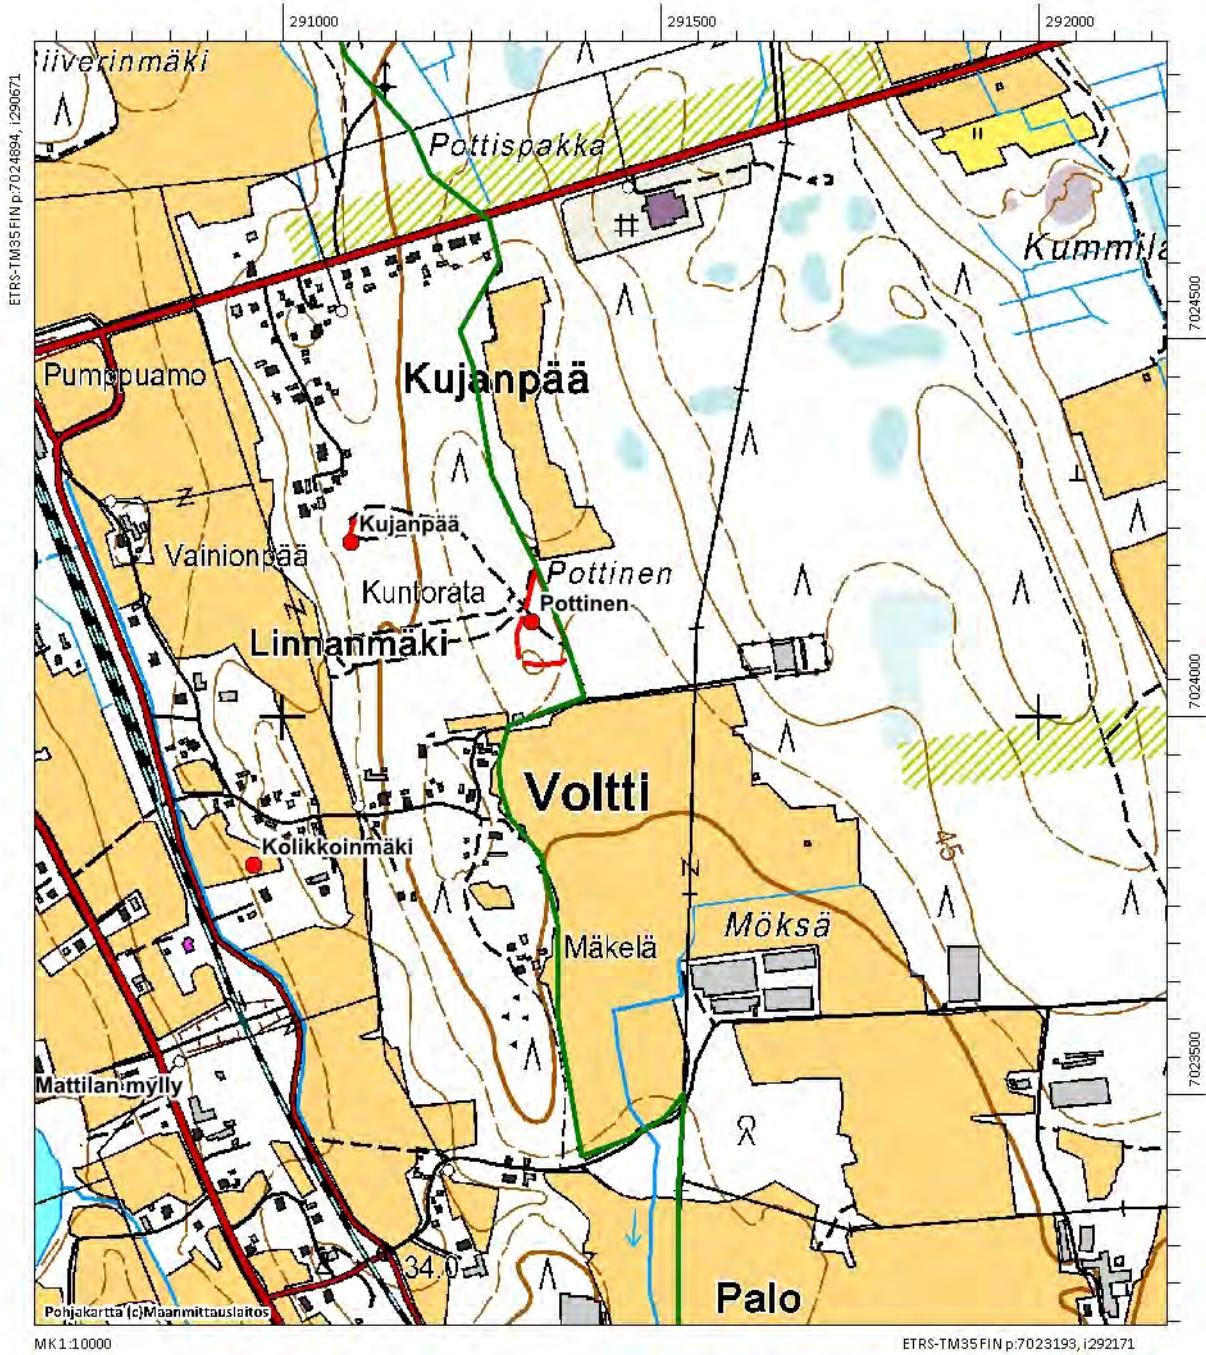 291000
291500
292000
ETRS-TM35FIN p:7024894, i290671
iiverinmäki
Pottispakka
Kummila
7024500
Pumppuamo
Kujanpää
Kujanpää
Vainionpää
Kuntorata
Pottinen
Pottinen
Linnanmäki
7024000
Voltti
45
Kolikkoinmäki
Möksä
Mäkelä
7023500
Mattilan mylly
34.0
Palo
Pohjakartta (c)Maanmittauslaitos
MK 1:10000
ETRS-TM35FIN p:7023193, i292171